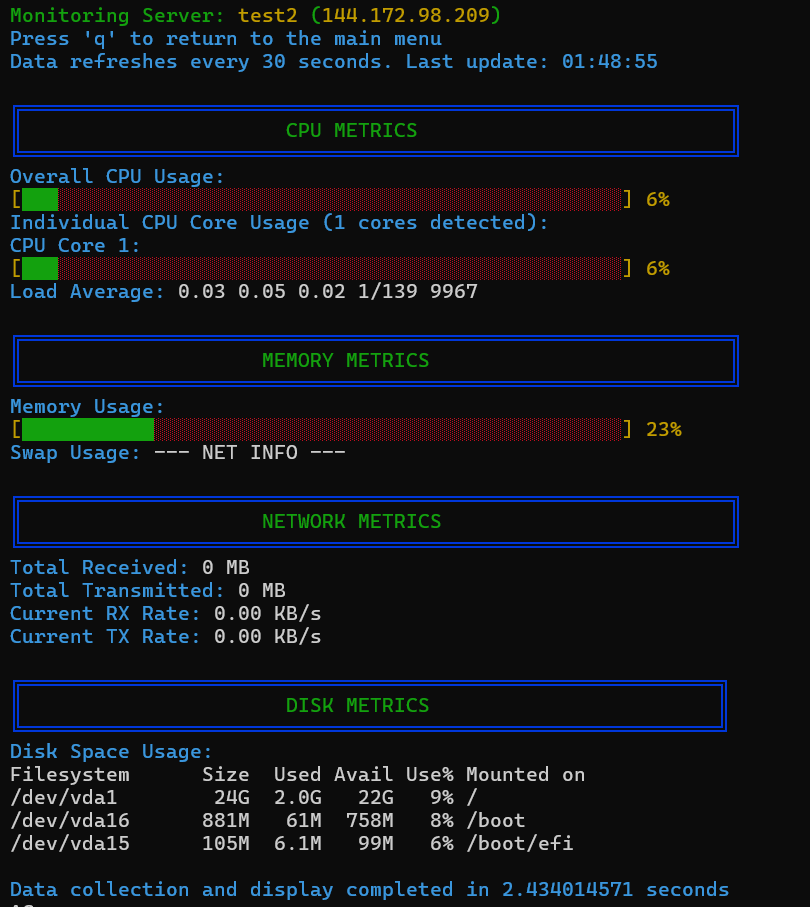 Monitoring Server: test2 (144.172.98.209)
Press 'q' to return to the main menu
Data refreshes every 30 seconds. Last update: 01:48:55
CPU METRICS
Overall CPU Usage:
[] 6%
Individual CPU Core Usage (1 cores detected):
CPU Core 1:
[] 6%
Load Average: 0.03 0.05 0.02 1/139 9967
MEMORY METRICS
Memory Usage:
[] 23%
Swap Usage: --- NET INFO ---
NETWORK METRICS
Total Received: 0 MB
Total Transmitted: 0 MB
Current RX Rate: 0.00 KB/s
Current TX Rate: 0.00 KB/s
DISK METRICS
Disk Space Usage:
Filesystem      Size  Used Avail Use% Mounted on
/dev/vda1        24G  2.0G   22G   9% /
/dev/vda16      881M   61M  758M   8% /boot
/dev/vda15      105M  6.1M   99M   6% /boot/efi
Data collection and display completed in 2.434014571 seconds